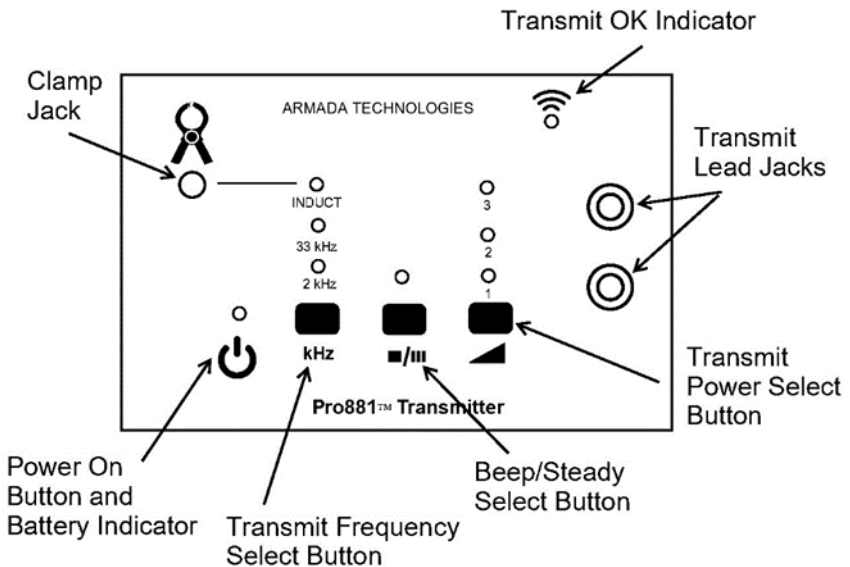 Transmit OK Indicator
Clamp
Jack
ARMADA TECHNOLOGIES
Transmit
Lead Jacks
INDUCT
3
33 kHz
2
2 kHz
1
kHz
Transmit
Power Select
Button
Pro881™ Transmitter
Power On
Button and
Battery Indicator
Beep/Steady
Select Button
Transmit Frequency
Select Button